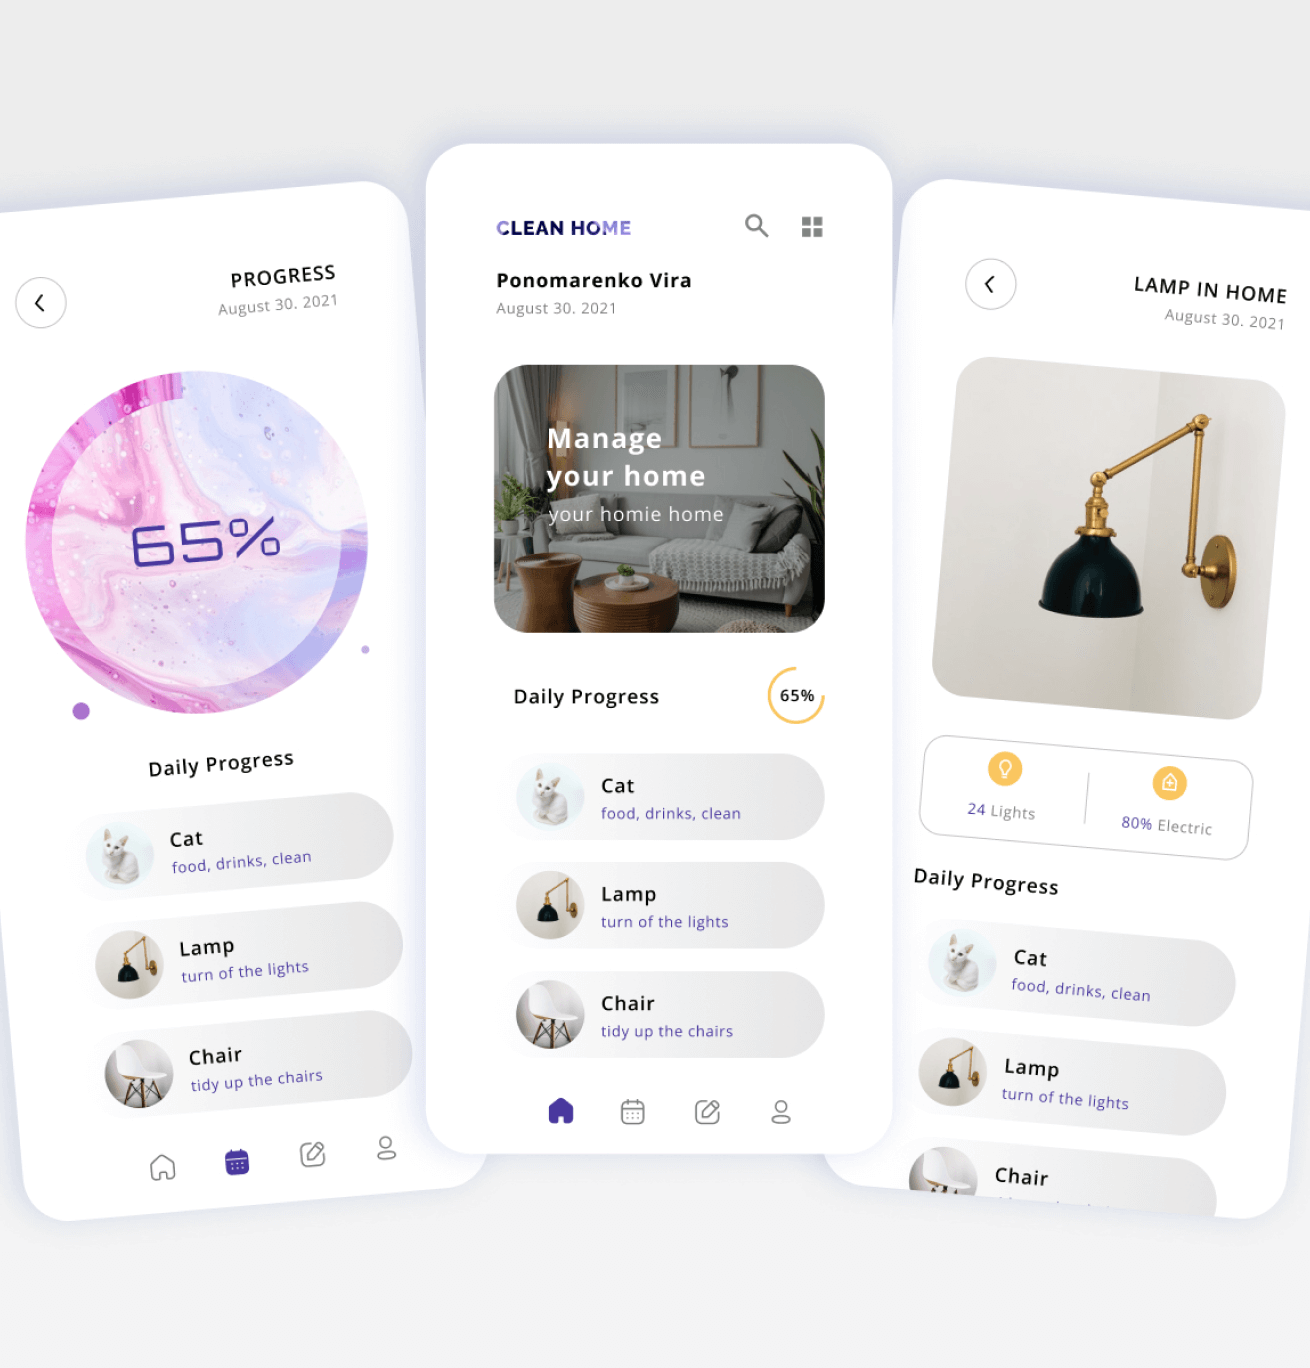 PROGRESS
August 30. 2021
65%
Daily Progress
Cat
food, drinks, clean
Lamp
turn of the lights
Chair
tidy up the chairs
CLEAN HOME
Ponomarenko Vira
August 30. 2021
Manage
your home
your homie home
Daily Progress
65%
Cat
food, drinks, clean
Lamp
turn of the lights
Chair
tidy up the chairs
LAMP IN HOME
August 30. 2021
24 Lights
80% Electric
Daily Progress
Cat
food, drinks, clean
Lamp
turn of the lights
Chair